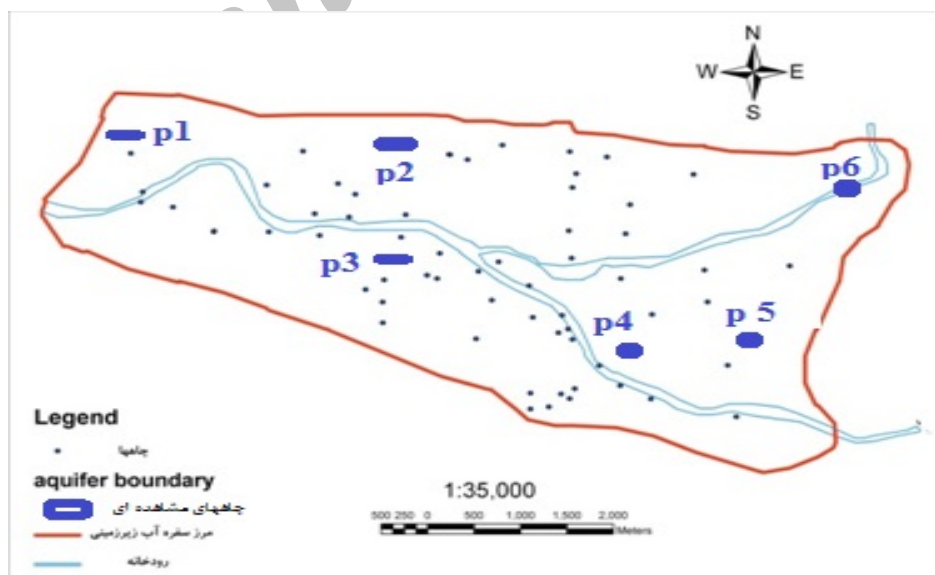 N
W E
S
p1
p2
p6
p3
p4
p 5
Legend
چاهها
aquifer boundary
چاههای مشاهده ای
مرز سفره آب زیرزمینی
رودخانه
1:35,000
500 250 0 500 1,000 1,500 2,000
Meters